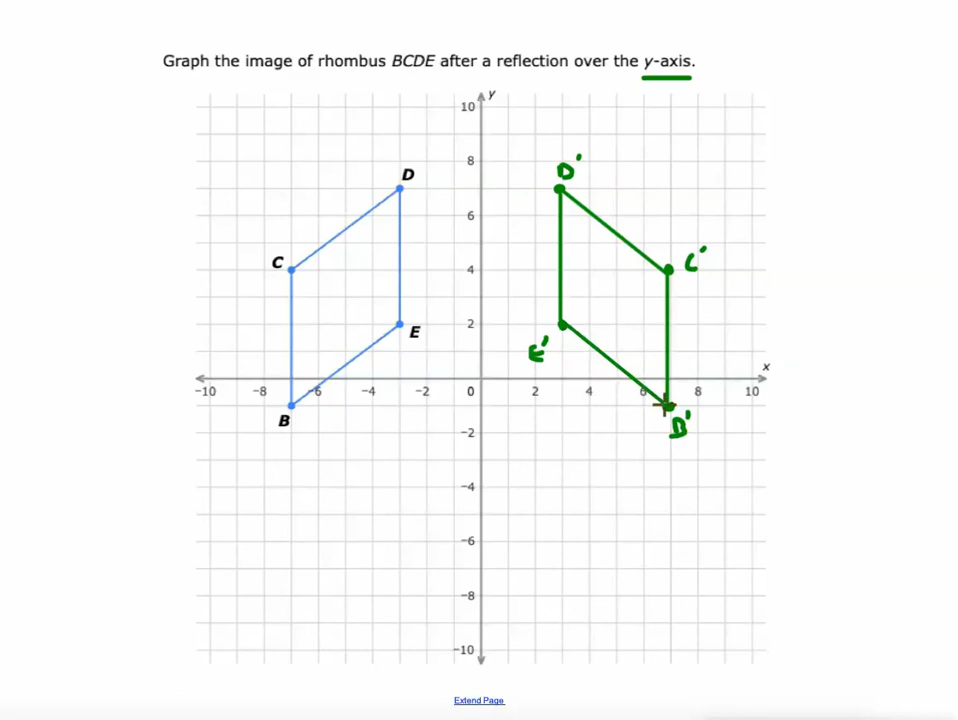 Graph the image of rhombus BCDE after a reflection over the y-axis.
y
10
D'
8
D
6
C'
C
4
2
E
E'
x
−10 −8 −6 −4 −2 0 2 4 6 8 10
B
B'
−2
−4
−6
−8
−10
Extend Page